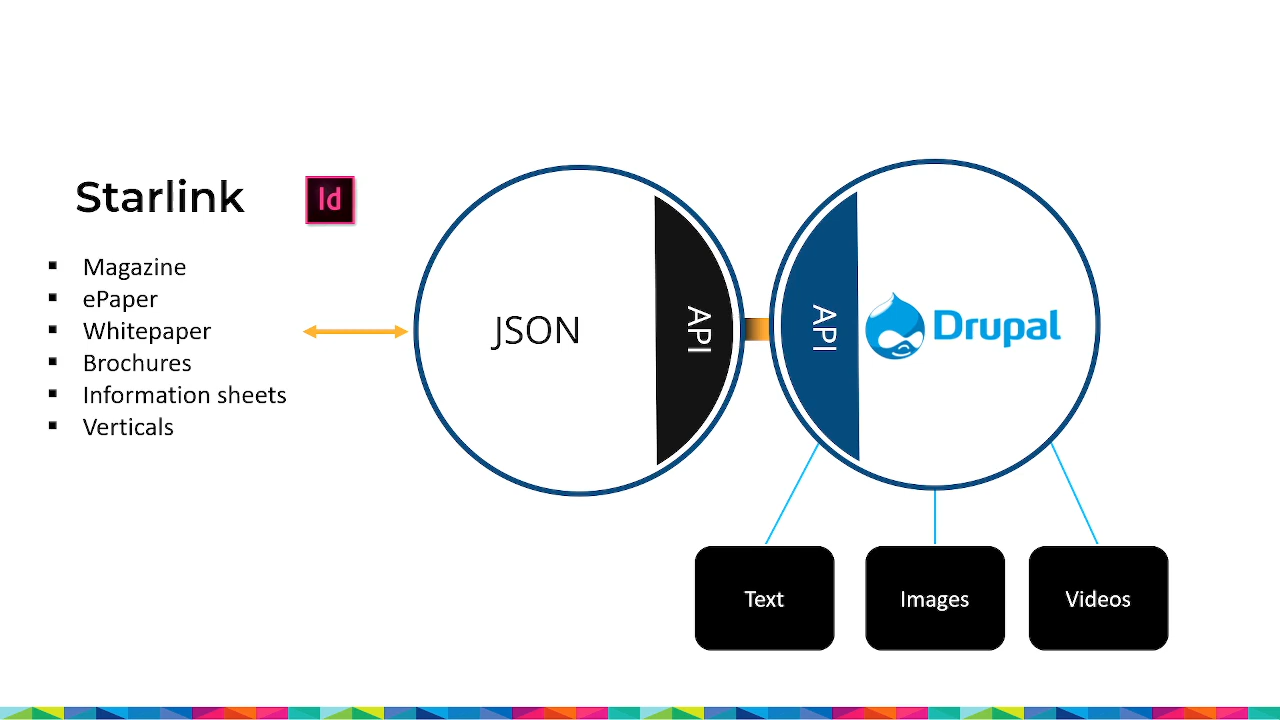 Starlink
Id
Magazine
ePaper
Whitepaper
Brochures
Information sheets
Verticals
JSON
API
API
Drupal
Text
Images
Videos